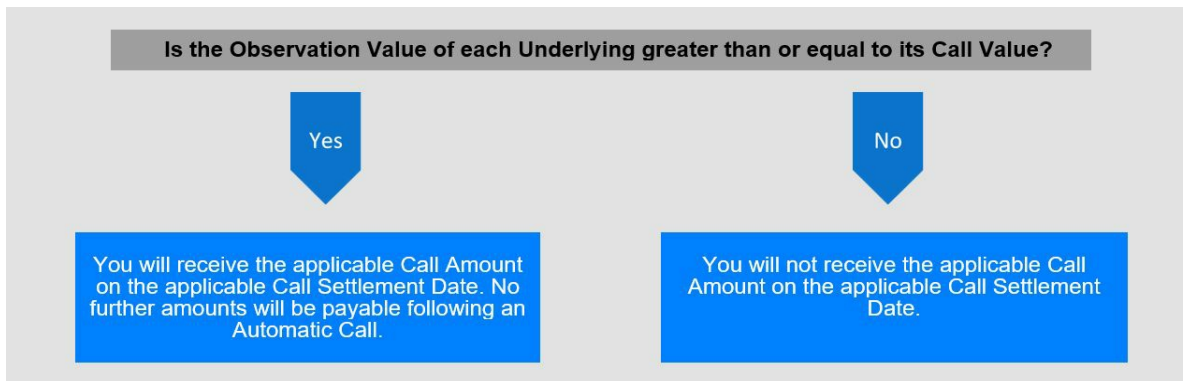 Is the Observation Value of each Underlying greater than or equal to its Call Value?
Yes
No
You will receive the applicable Call Amount
on the applicable Call Settlement Date. No
further amounts will be payable following an
Automatic Call.
You will not receive the applicable Call
Amount on the applicable Call Settlement
Date.